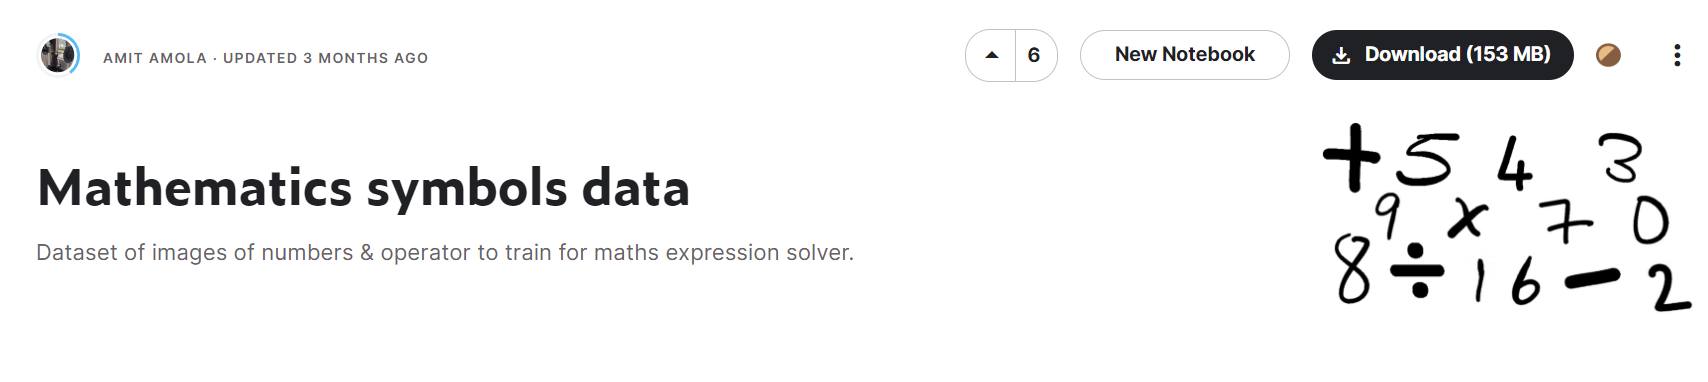 AMIT AMOLA · UPDATED 3 MONTHS AGO
6
New Notebook
Download (153 MB)
Mathematics symbols data
Dataset of images of numbers & operator to train for maths expression solver.
+ 5 4 3
9 x 7 0
8 ÷ 1 6 - 2